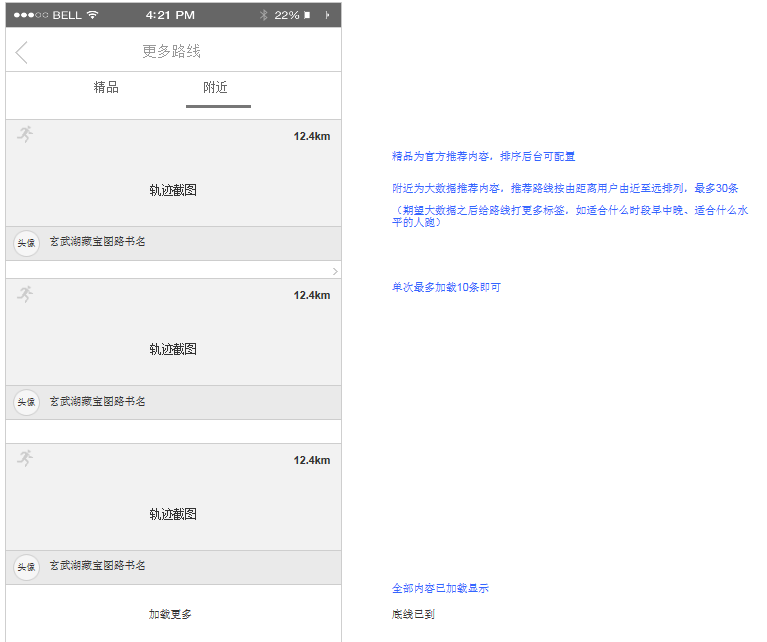 BELL 4:21 PM 22%
更多路线
精品 附近
12.4km
轨迹截图
头像 玄武湖藏宝图路书名
12.4km
轨迹截图
头像 玄武湖藏宝图路书名
12.4km
轨迹截图
头像 玄武湖藏宝图路书名
加载更多
精品为官方推荐内容，排序后台可配置
附近为大数据推荐内容，推荐路线按由距离用户由近至远排列，最多30条
（期望大数据之后给路线打更多标签，如适合什么时段早中晚、适合什么水
平的人跑）
单次最多加载10条即可
全部内容已加载显示
底线已到